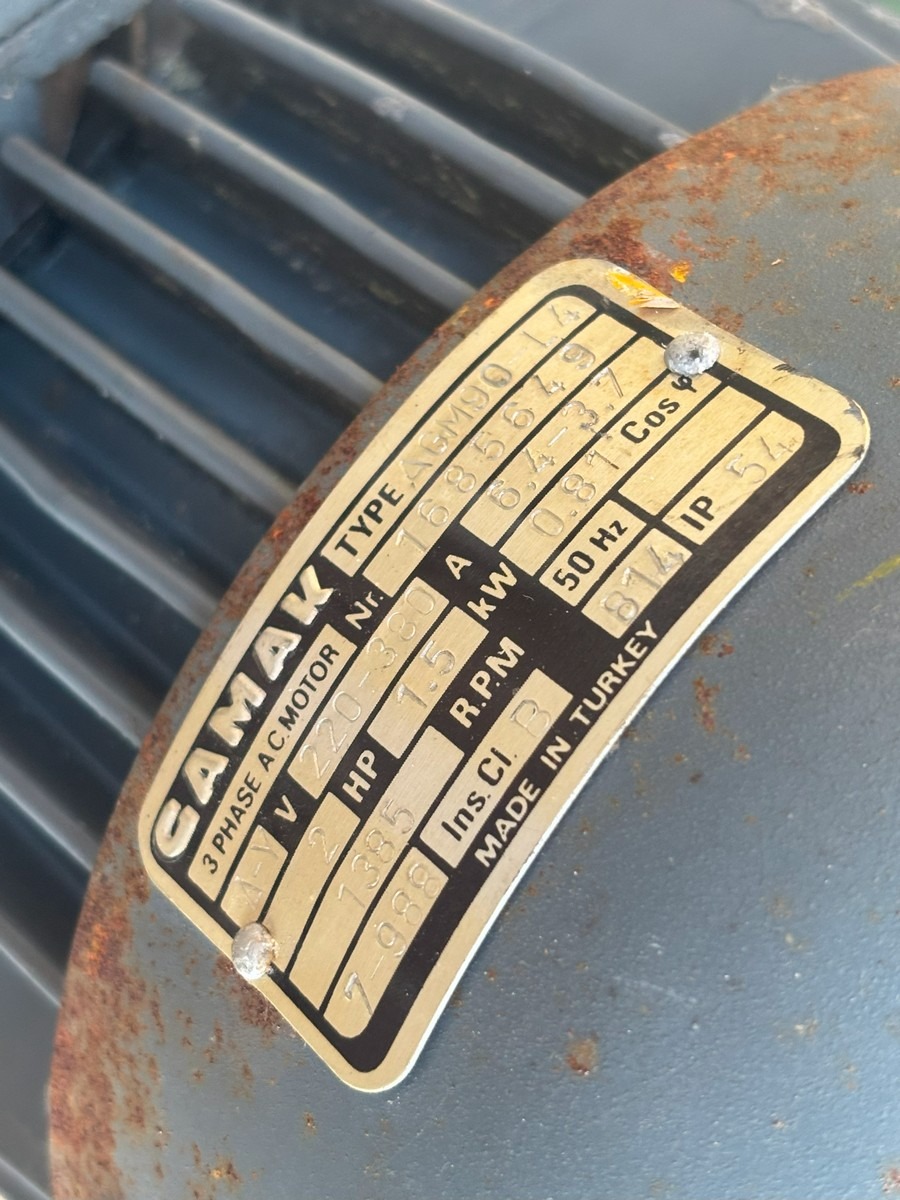 GAMAK TYPE AGM90 L4
3 PHASE A.C.MOTOR Nr. 1685649
Δ-Y V 220-380 A 6,4-3.7
2 HP 1.5 kW 0.81 Cos φ
1385 R.P.M 50 Hz
7-988 Ins.Cl. B 814 IP 54
MADE IN TURKEY